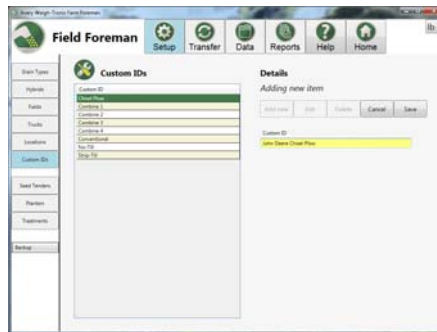 Avery Weigh-Tronix Farm Foreman
Field Foreman
Setup
Transfer
Data
Reports
Help
Home
lb
Grain Types
Hybrids
Fields
Trucks
Locations
Custom IDs
Seed Tenders
Planters
Treatments
Backup
Custom IDs
Custom ID
Chisel Plow
Combine 1
Combine 2
Combine 3
Combine 4
Conventional
No-Till
Strip-Till
Details
Adding new item
Add new
Edit
Delete
Cancel
Save
Custom ID
John Deere Chisel Plow